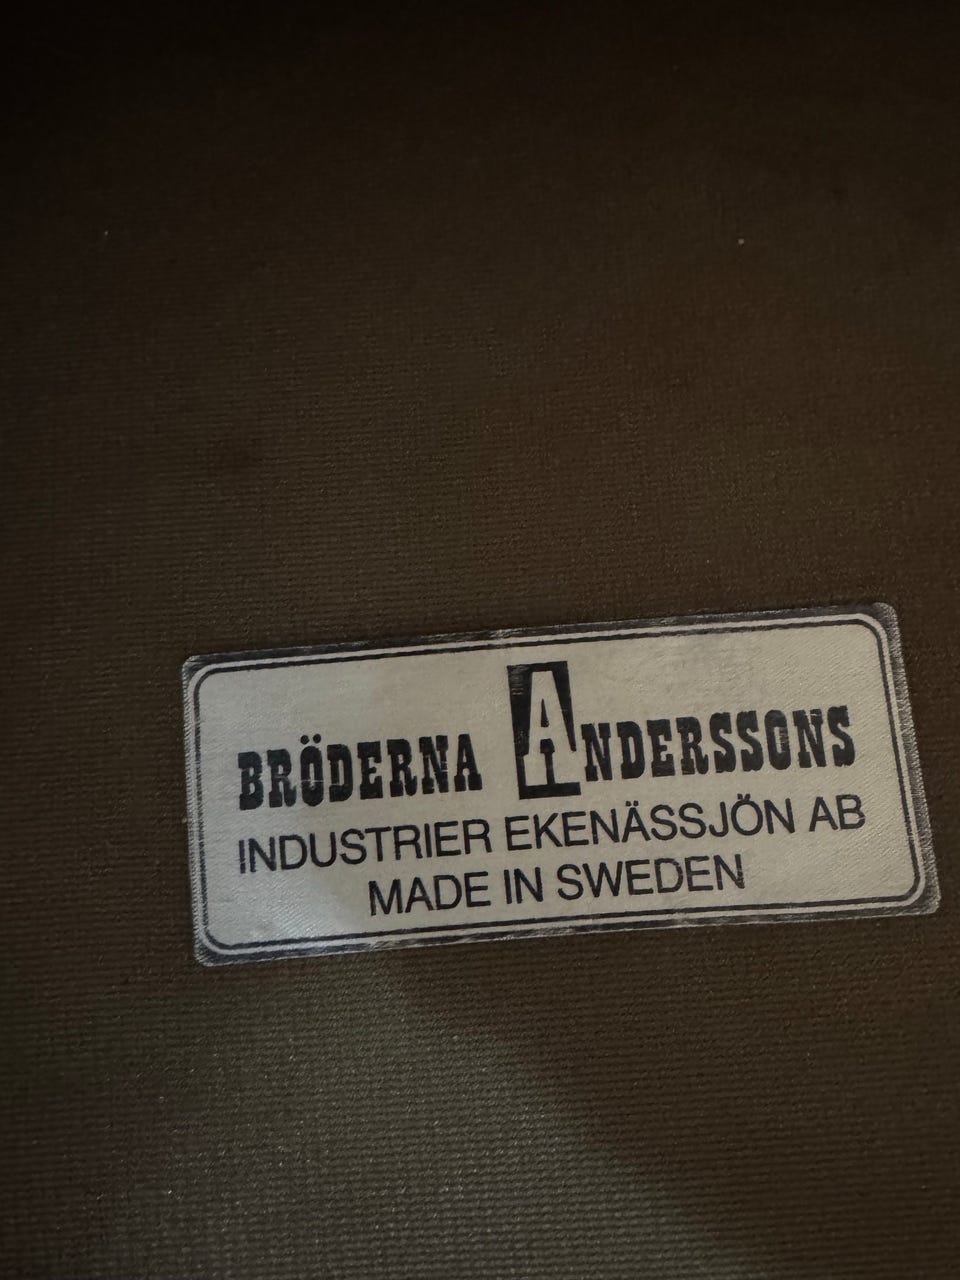 BRÖDERNA ANDERSSONS
INDUSTRIER EKENÄSSJÖN AB
MADE IN SWEDEN